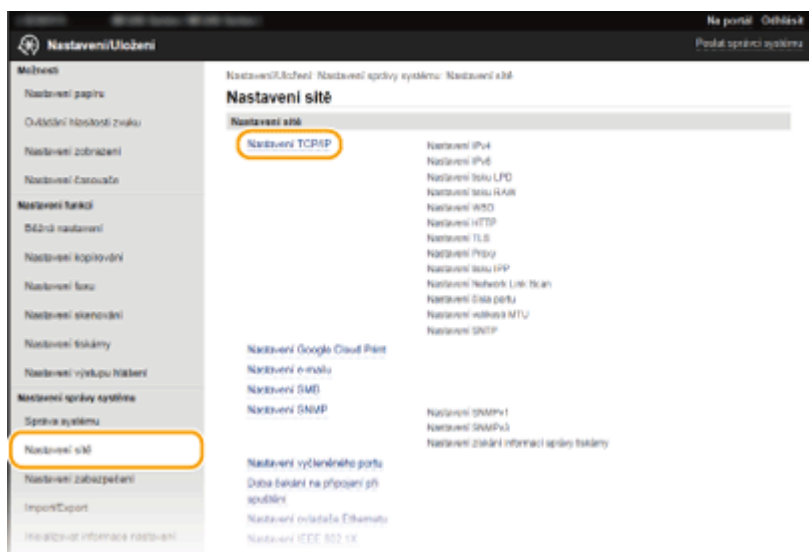 Na portál Odhlásit
Nastavení/Uložení
Poslat správci systému
Možnosti
Nastavení papíru
Ovládání hlasitosti zvuku
Nastavení zobrazení
Nastavení časovače
Nastavení funkcí
Běžná nastavení
Nastavení kopírování
Nastavení faxu
Nastavení skenování
Nastavení tiskárny
Nastavení výstupu hlášení
Nastavení správy systému
Správa systému
Nastavení sítě
Nastavení zabezpečení
Import/Export
Inicializovat informace nastavení
Nastavení/Uložení: Nastavení správy systému: Nastavení sítě
Nastavení sítě
Nastavení sítě
Nastavení TCP/IP
Nastavení IPv4
Nastavení IPv6
Nastavení tisku LPD
Nastavení tisku RAW
Nastavení WSD
Nastavení HTTP
Nastavení TLS
Nastavení Proxy
Nastavení tisku IPP
Nastavení Network Link Scan
Nastavení čísla portu
Nastavení velikosti MTU
Nastavení SNTP
Nastavení Google Cloud Print
Nastavení e-mailu
Nastavení SMB
Nastavení SNMP
Nastavení SNMPv1
Nastavení SNMPv3
Nastavení získání informací správy tiskárny
Nastavení vyčleněného portu
Doba čekání na připojení při
spuštění
Nastavení ovladače Ethernetu
Nastavení IEEE 802.1X